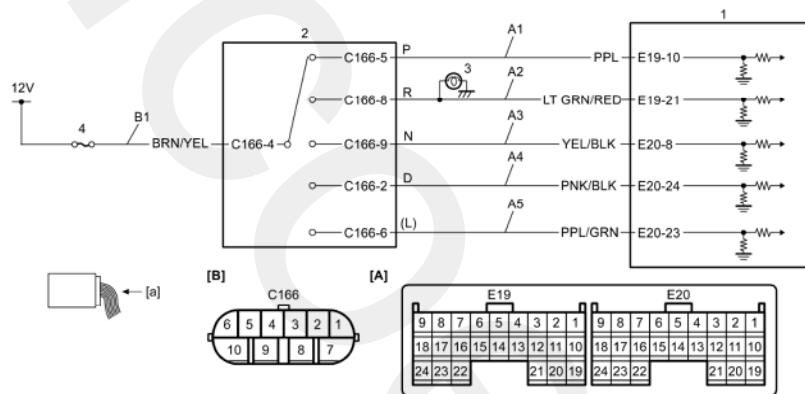 1
2
A1
P
C166-5
PPL
E19-10
3
A2
12V
R
C166-8
LT GRN/RED
E19-21
4
B1
A3
N
BRN/YEL
C166-4
C166-9
YEL/BLK
E20-8
A4
D
C166-2
PNK/BLK
E20-24
A5
(L)
C166-6
PPL/GRN
E20-23
[a]
[B]
C166
6 5 4 3 2 1
10 9 8 7
[A]
E19 E20
9 8 7 6 5 4 3 2 1 9 8 7 6 5 4 3 2 1
18 17 16 15 14 13 12 11 10 18 17 16 15 14 13 12 11 10
24 23 22 21 20 19 24 23 22 21 20 19